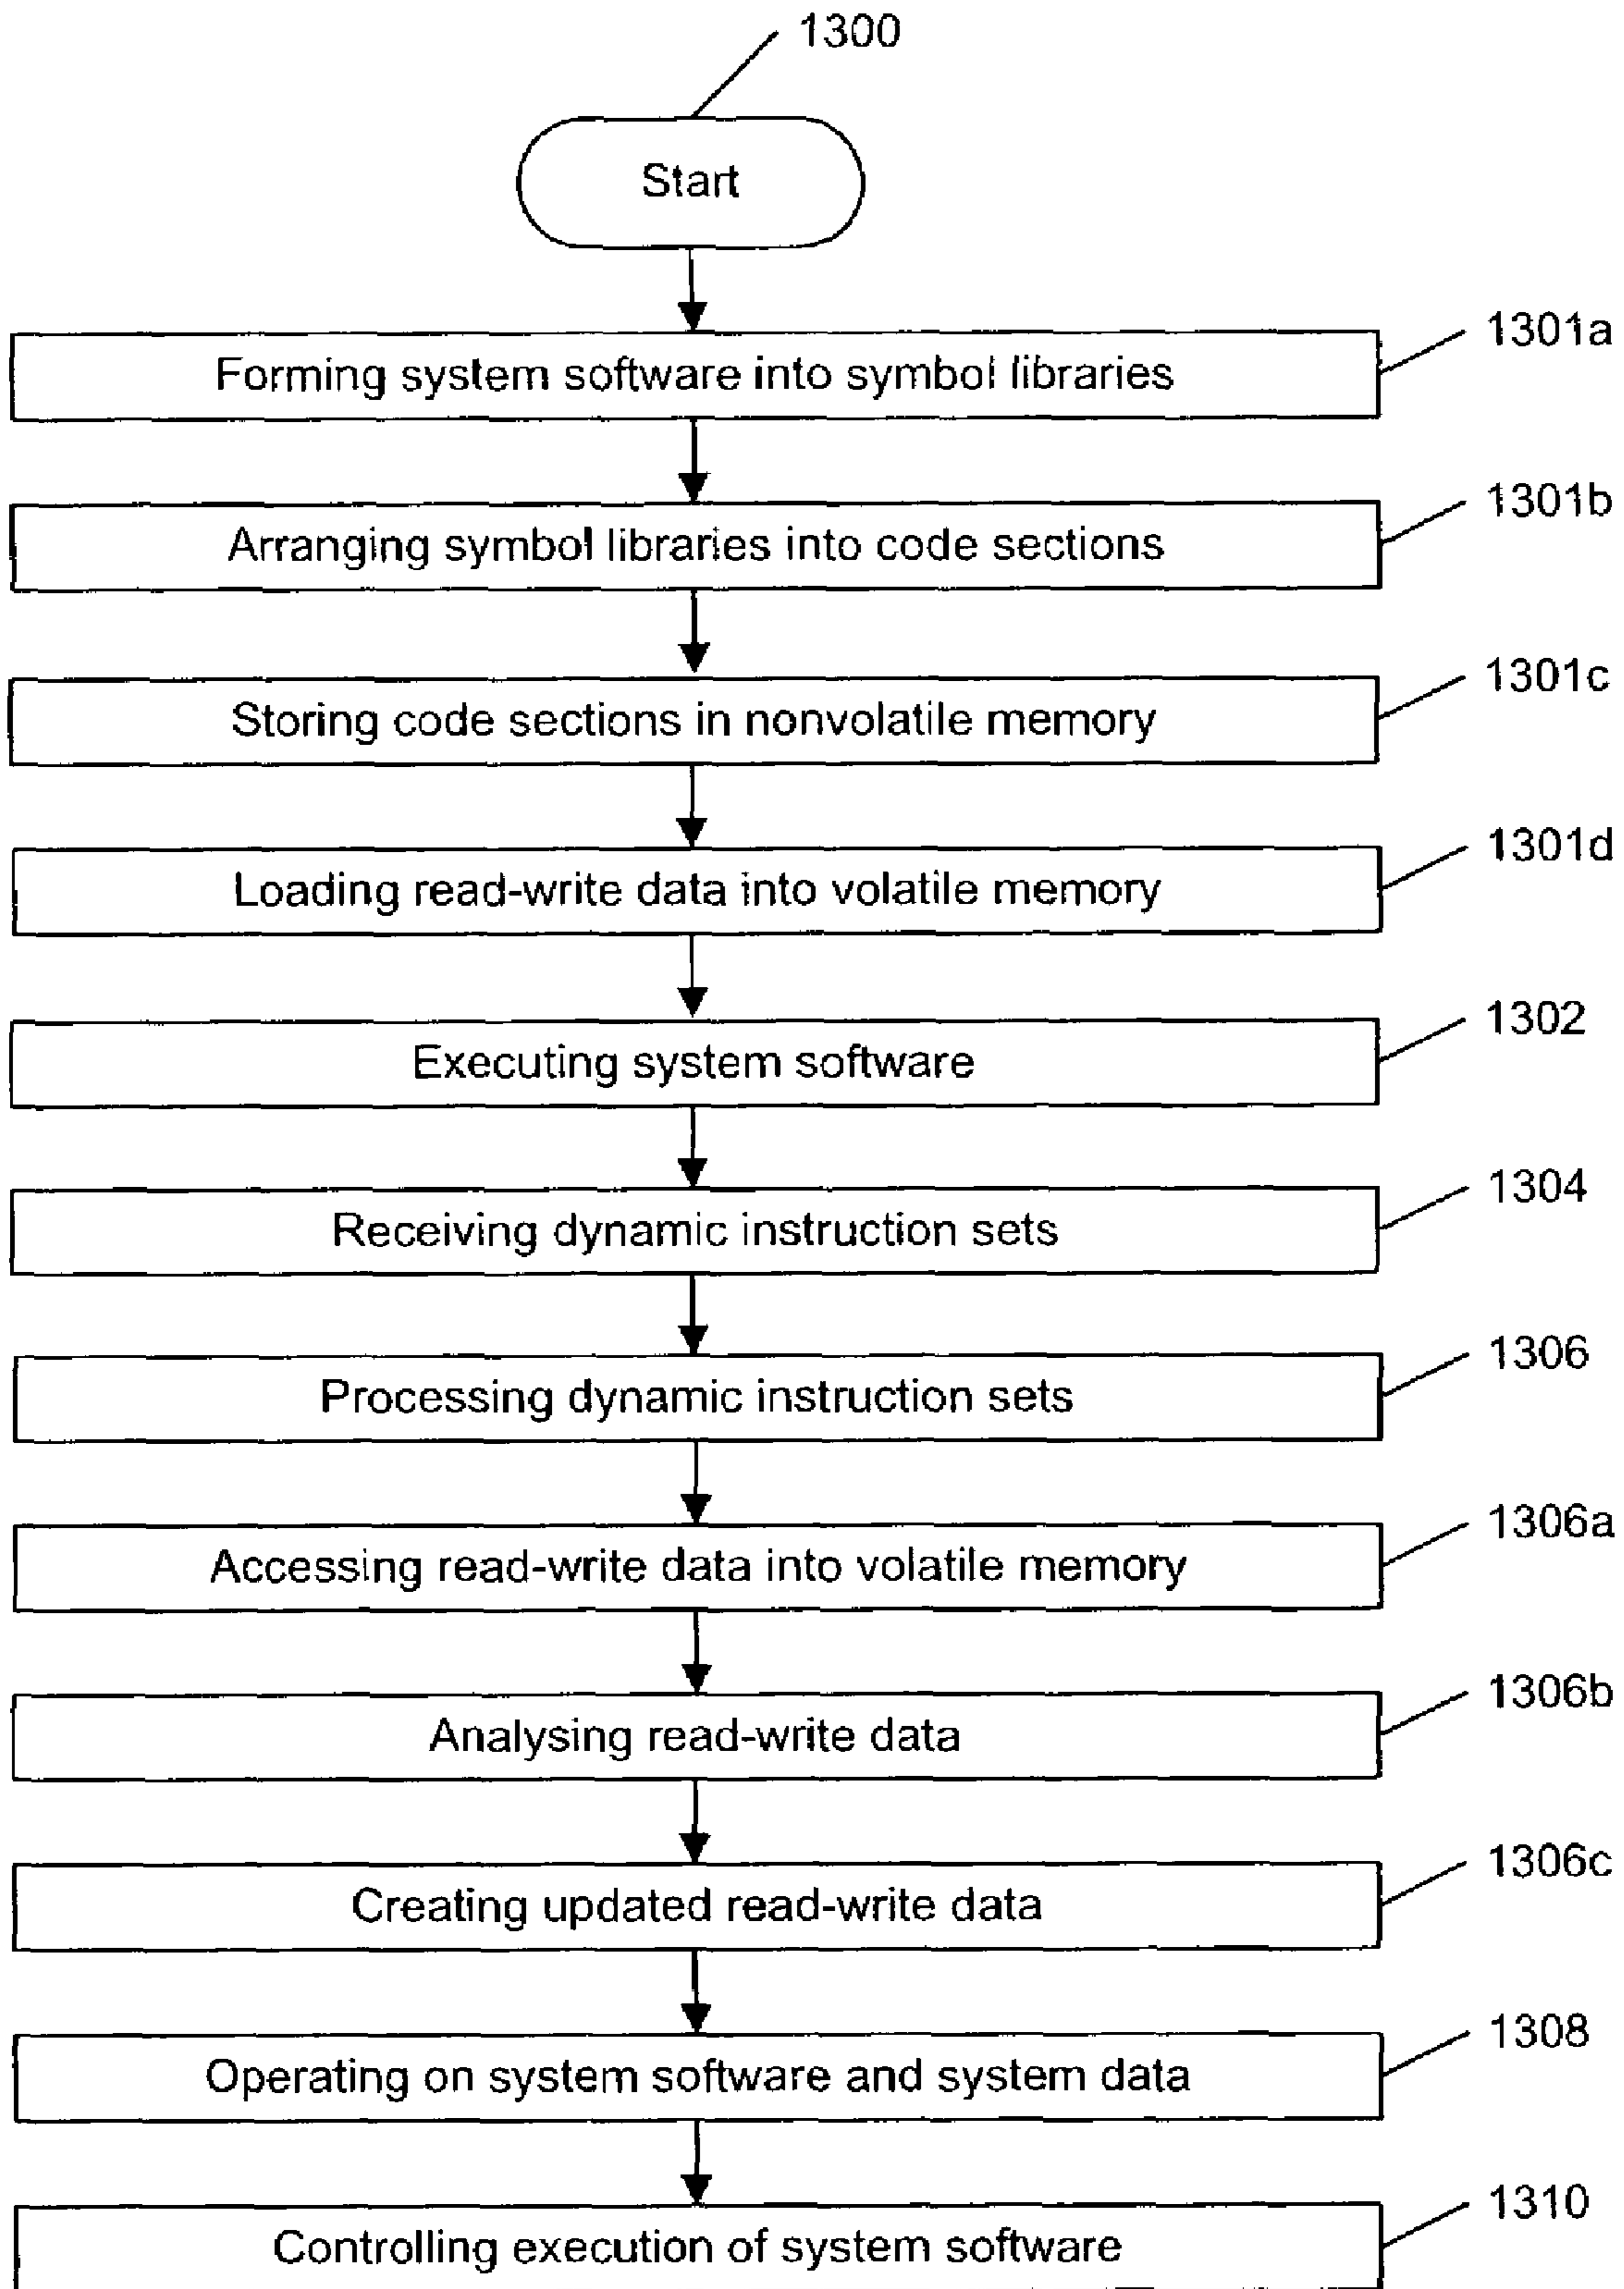 1300
Start
1301a
Forming system software into symbol libraries
1301b
Arranging symbol libraries into code sections
1301c
Storing code sections in nonvolatile memory
1301d
Loading read-write data into volatile memory
1302
Executing system software
1304
Receiving dynamic instruction sets
1306
Processing dynamic instruction sets
1306a
Accessing read-write data into volatile memory
1306b
Analysing read-write data
1306c
Creating updated read-write data
1308
Operating on system software and system data
1310
Controlling execution of system software